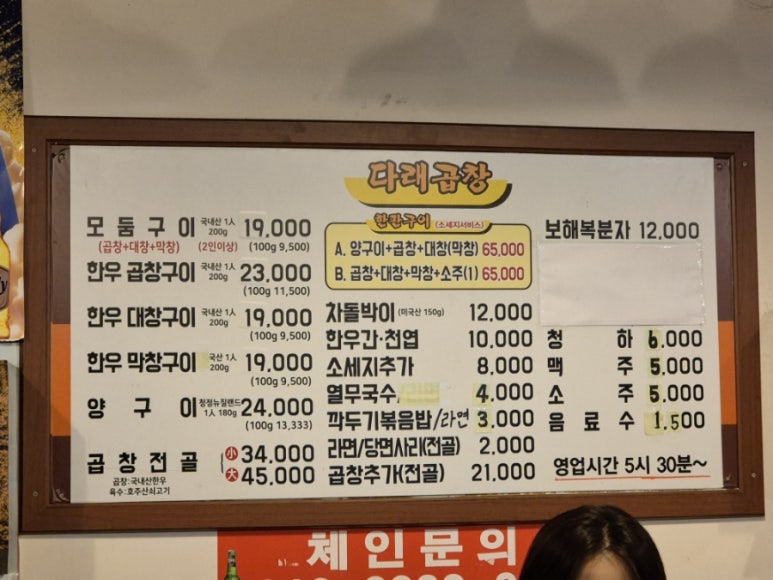 다래곱창
모둠구이 국내산 1人 200g 19,000
(곱창+대창+막창) (2인이상) (100g 9,500)
한우 곱창구이 국내산 1人 200g 23,000
(100g 11,500)
한우 대창구이 국내산 1人 200g 19,000
(100g 9,500)
한우 막창구이 국산 1人 200g 19,000
(100g 9,500)
양구이 청정뉴질랜드 1人 180g 24,000
(100g 13,333)
곱창전골 小 34,000
大 45,000
곱창:국내산한우
육수:호주산쇠고기
한판구이 (소세지서비스)
A. 양구이+곱창+대창(막창) 65,000
B. 곱창+대창+막창+소주(1) 65,000
차돌박이 (미국산 150g) 12,000
한우간·천엽 10,000
소세지추가 8,000
열무국수 4,000
깍두기볶음밥/라면 3,000
라면/당면사리(전골) 2,000
곱창추가(전골) 21,000
보해복분자 12,000
청하 6.000
맥주 5.000
소주 5.000
음료수 1.500
영업시간 5시 30분~
체인문의